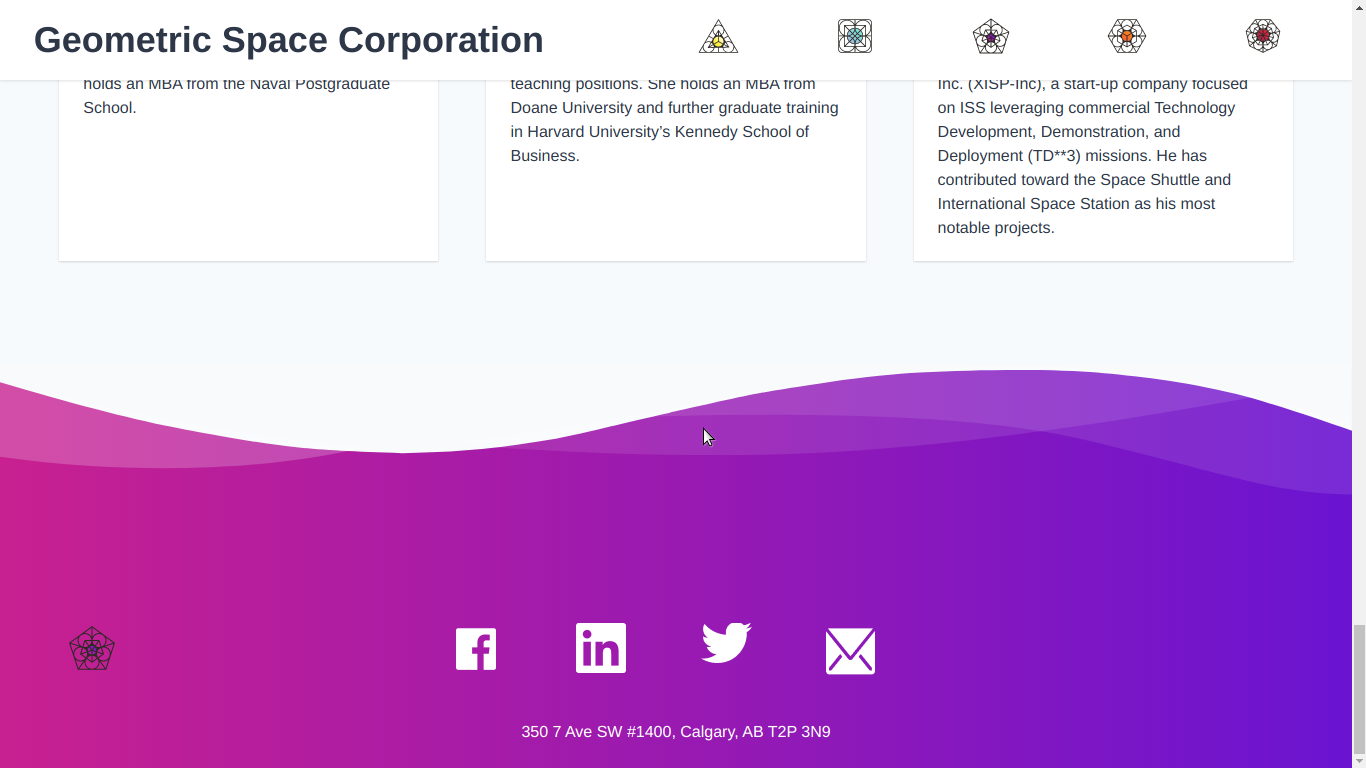 Geometric Space Corporation
holds an MBA from the Naval Postgraduate
School.
teaching positions. She holds an MBA from
Doane University and further graduate training
in Harvard University’s Kennedy School of
Business.
Inc. (XISP-Inc), a start-up company focused
on ISS leveraging commercial Technology
Development, Demonstration, and
Deployment (TD**3) missions. He has
contributed toward the Space Shuttle and
International Space Station as his most
notable projects.
350 7 Ave SW #1400, Calgary, AB T2P 3N9